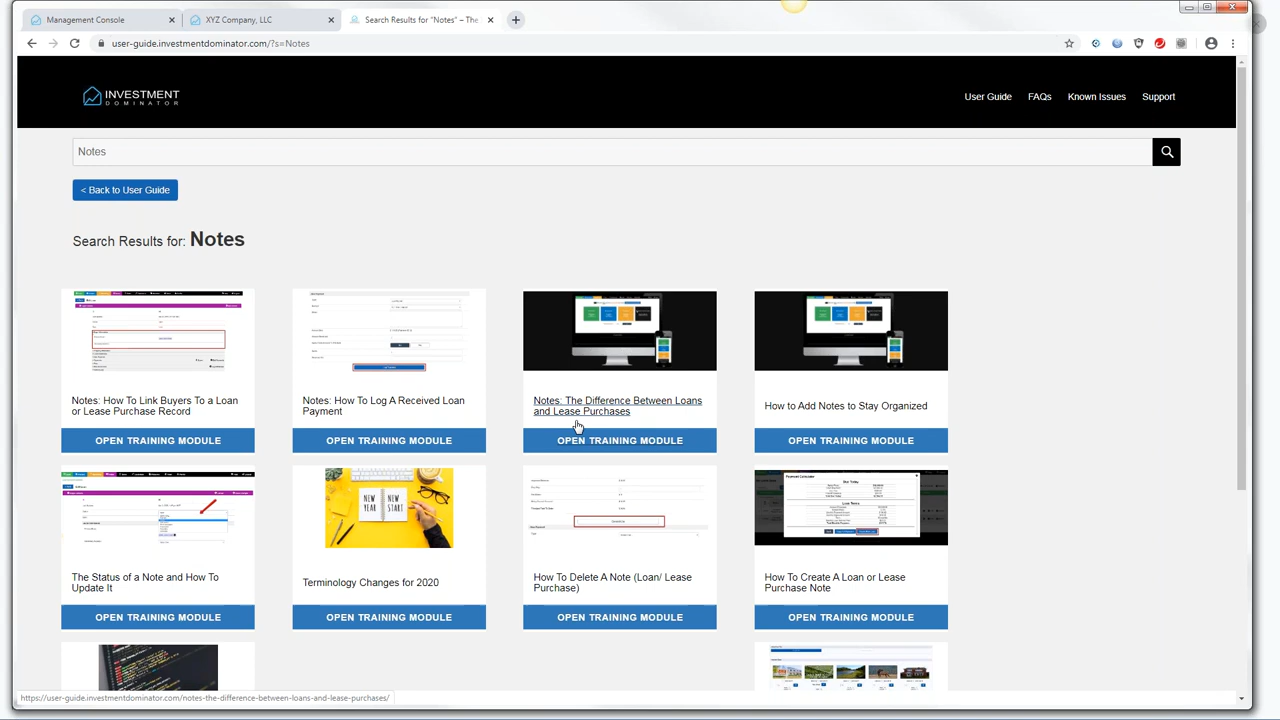 Management Console
XYZ Company, LLC
Search Results for "Notes" – The
user-guide.investmentdominator.com/?s=Notes
INVESTMENT
DOMINATOR
User Guide
FAQs
Known Issues
Support
Notes
< Back to User Guide
Search Results for: Notes
Notes: How To Link Buyers To a Loan
or Lease Purchase Record
OPEN TRAINING MODULE
Notes: How To Log A Received Loan
Payment
OPEN TRAINING MODULE
Notes: The Difference Between Loans
and Lease Purchases
OPEN TRAINING MODULE
How to Add Notes to Stay Organized
OPEN TRAINING MODULE
The Status of a Note and How To
Update It
OPEN TRAINING MODULE
NEW YEAR
Terminology Changes for 2020
OPEN TRAINING MODULE
How To Delete A Note (Loan/ Lease
Purchase)
OPEN TRAINING MODULE
How To Create A Loan or Lease
Purchase Note
OPEN TRAINING MODULE
https://user-guide.investmentdominator.com/notes-the-difference-between-loans-and-lease-purchases/